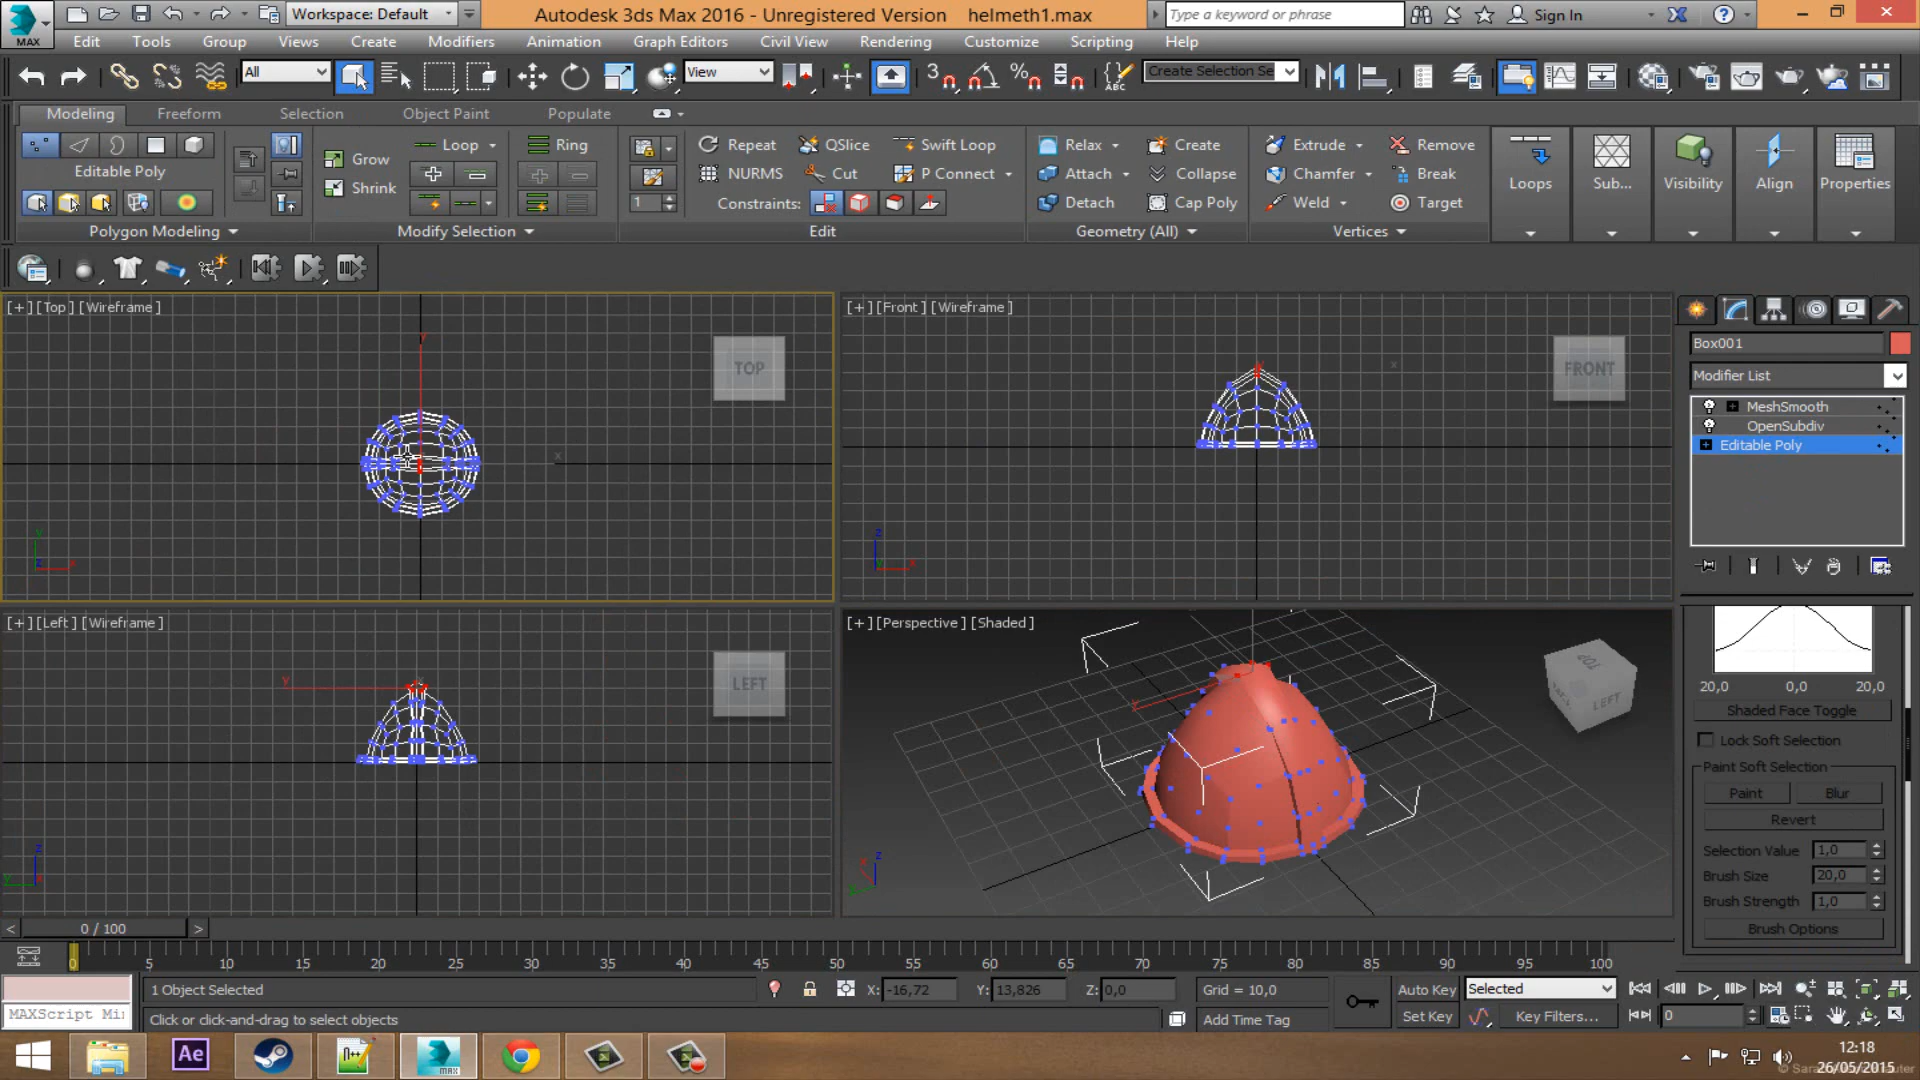 Workspace: Default
Autodesk 3ds Max 2016 - Unregistered Version helmeth1.max
Type a keyword or phrase
Sign In
MAX
Edit Tools Group Views Create Modifiers Animation Graph Editors Civil View Rendering Customize Scripting Help
All
View
Create Selection Se
ABC
Modeling Freeform Selection Object Paint Populate
Loop Ring Repeat QSlice Swift Loop Relax Create Extrude Remove
Editable Poly
Grow
Shrink
NURMS Cut P Connect Attach Collapse Chamfer Break
1
Constraints: Detach Cap Poly Weld Target
Loops Sub... Visibility Align Properties
Polygon Modeling Modify Selection Edit Geometry (All) Vertices
[+] [Top] [Wireframe]
TOP
[+] [Front] [Wireframe]
FRONT
[+] [Left] [Wireframe]
LEFT
[+] [Perspective] [Shaded]
TOP
LEFT
Box001
Modifier List
MeshSmooth
OpenSubdiv
Editable Poly
20,0 0,0 20,0
Shaded Face Toggle
Lock Soft Selection
Paint Soft Selection
Paint Blur
Revert
Selection Value 1,0
Brush Size 20,0
Brush Strength 1,0
Brush Options
< 0 / 100 >
0 5 10 15 20 25 30 35 40 45 50 55 60 65 70 75 80 85 90 95 100
1 Object Selected
X: -16,72 Y: 13,826 Z: 0,0
Grid = 10,0
Auto Key Selected
MAXScript Mi
Click or click-and-drag to select objects
Add Time Tag
Set Key Key Filters...
0
Ae
MAX
12:18
26/05/2015